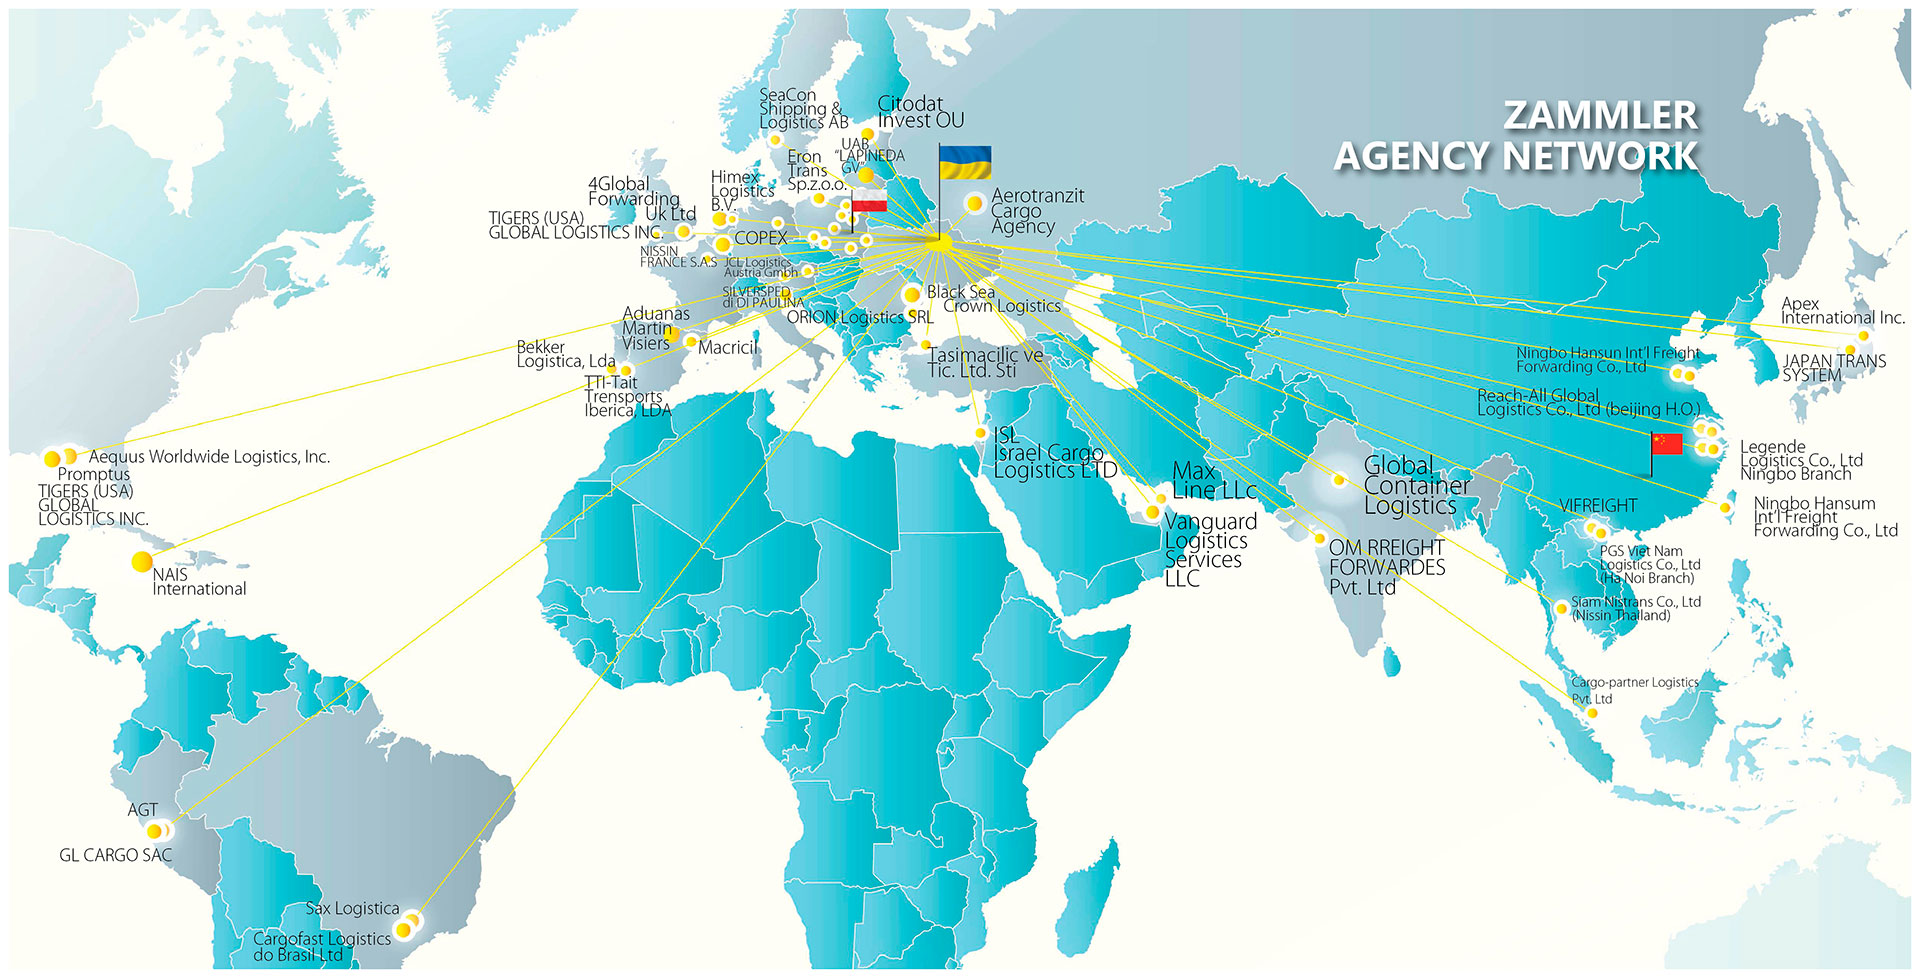 ZAMMLER
AGENCY NETWORK
SeaCon
Shipping &
Logistics AB
Citodat
Invest OU
UAB
"LAPINEDA
GV"
Eron
Trans
Sp.z.o.o.
Himex
Logistics
B.V.
4Global
Forwarding
Uk Ltd
TIGERS (USA)
GLOBAL LOGISTICS INC.
Aerotranzit
Cargo
Agency
COPEX
NISSIN
FRANCE S.A.S
JCL Logistics
Austria Gmbh
SILVERSPED
di DI PAULINA
ORION Logistics SRL
Black Sea
Crown Logistics
Aduanas
Martin
Visiers
Macricil
Bekker
Logistica, Lda
TTI-Tait
Trensports
Iberica, LDA
Tasimacilic ve
Tic. Ltd. Sti
Apex
International Inc.
JAPAN TRANS
SYSTEM
Ningbo Hansun Int'l Freight
Forwarding Co., Ltd
Reach-All Global
Logistics Co., Ltd (beijing H.O.)
Legende
Logistics Co., Ltd
Ningbo Branch
Ningbo Hansum
Int'l Freight
Forwarding Co., Ltd
VIFREIGHT
PGS Viet Nam
Logistics Co., Ltd
(Ha Noi Branch)
Siam Nistrans Co., Ltd
(Nissin Thailand)
Cargo-partner Logistics
Pvt. Ltd
Global
Container
Logistics
OM RREIGHT
FORWARDES
Pvt. Ltd
ISL
Israel Cargo
Logistics LTD
Max
Line LLc
Vanguard
Logistics
Services
LLC
Aequus Worldwide Logistics, Inc.
Promptus
TIGERS (USA)
GLOBAL
LOGISTICS INC.
NAIS
International
AGT
GL CARGO SAC
Sax Logistica
Cargofast Logistics
do Brasil Ltd